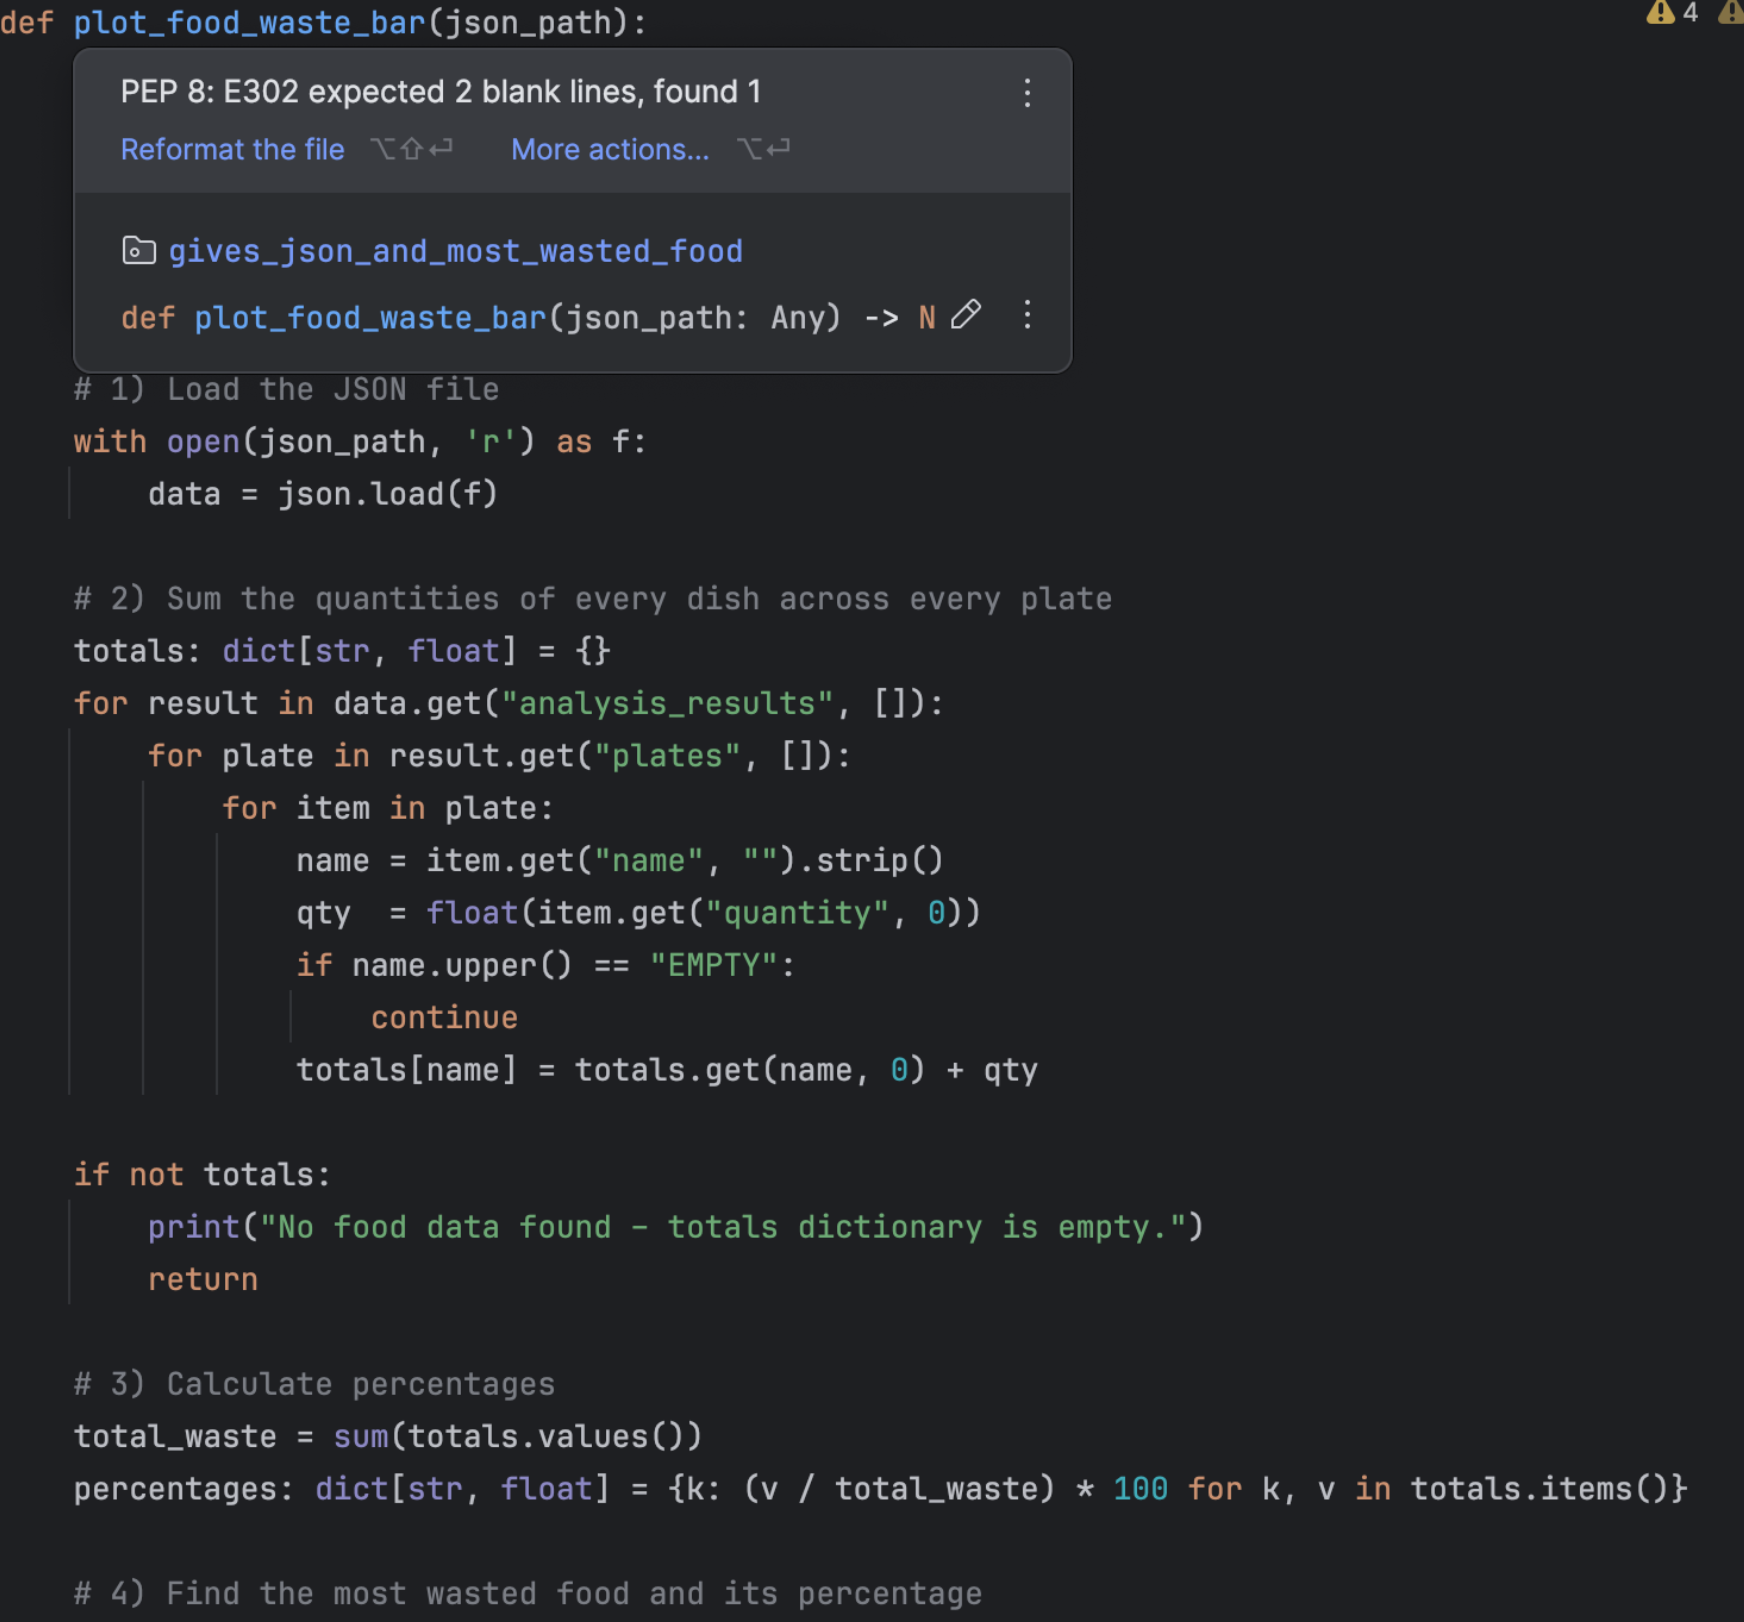 def plot_food_waste_bar(json_path):
4
PEP 8: E302 expected 2 blank lines, found 1
Reformat the file ⌥⇧⏎ More actions... ⌥⏎
gives_json_and_most_wasted_food
def plot_food_waste_bar(json_path: Any) -> N
# 1) Load the JSON file
with open(json_path, 'r') as f:
    data = json.load(f)
# 2) Sum the quantities of every dish across every plate
totals: dict[str, float] = {}
for result in data.get("analysis_results", []):
    for plate in result.get("plates", []):
        for item in plate:
            name = item.get("name", "").strip()
            qty  = float(item.get("quantity", 0))
            if name.upper() == "EMPTY":
                continue
            totals[name] = totals.get(name, 0) + qty
if not totals:
    print("No food data found – totals dictionary is empty.")
    return
# 3) Calculate percentages
total_waste = sum(totals.values())
percentages: dict[str, float] = {k: (v / total_waste) * 100 for k, v in totals.items()}
# 4) Find the most wasted food and its percentage